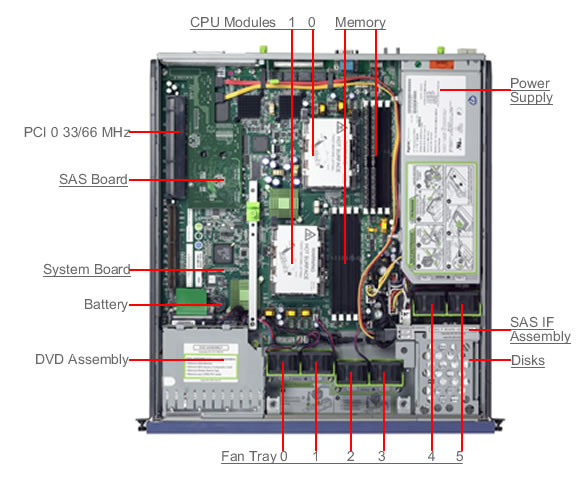 CPU Modules 1 0 Memory
Power
Supply
PCI 0 33/66 MHz
SAS Board
System Board
Battery
SAS IF
Assembly
DVD Assembly
Disks
Fan Tray 0 1 2 3 4 5